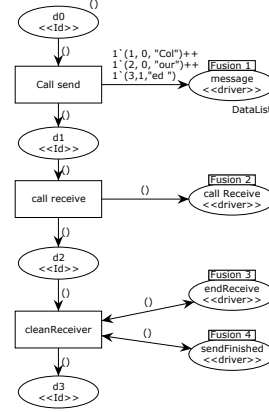 ()
d0
<<Id>>
()
1`(1, 0, "Col")++
1`(2, 0, "our")++
1`(3,1,"ed ")
Call send
Fusion 1
message
<<driver>>
DataList
()
d1
<<Id>>
()
call receive
()
Fusion 2
call Receive
<<driver>>
()
d2
<<Id>>
()
Fusion 3
endReceive
<<driver>>
()
cleanReceiver
()
Fusion 4
sendFinished
<<driver>>
()
d3
<<Id>>